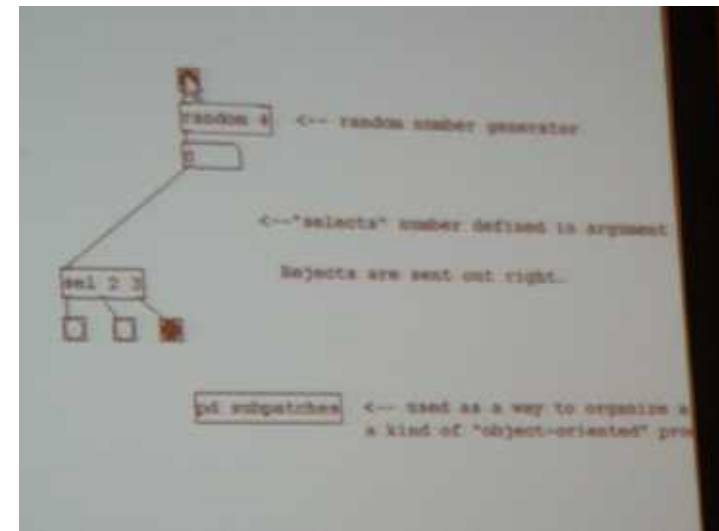 random 4 <-- random number generator
0
<--"selects" number defined in argument
sel 2 3
Rejects are sent out right.
pd subpatches <-- used as a way to organize a
a kind of "object-oriented" pro